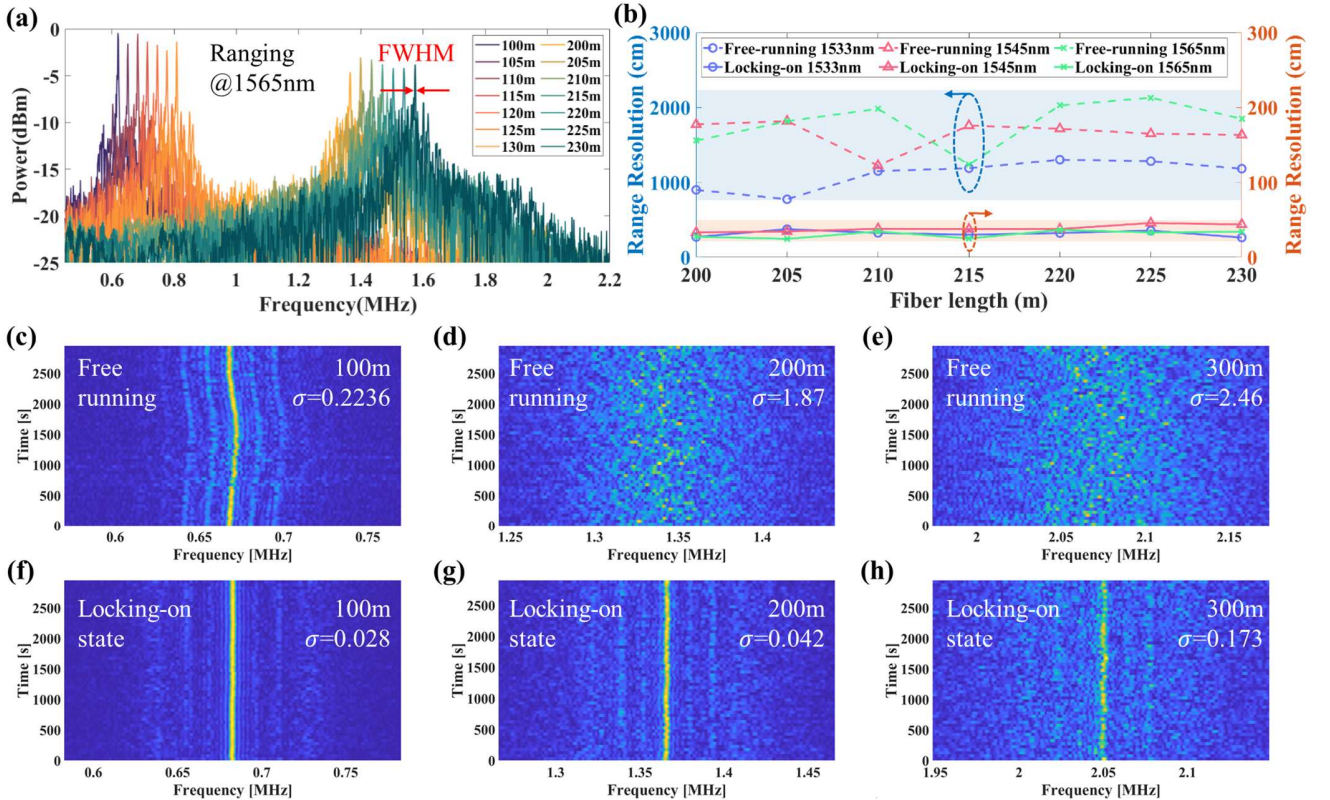 (a)
Power(dBm)
0
-5
-10
-15
-20
-25
Ranging
@1565nm
FWHM
100m
105m
110m
115m
120m
125m
130m
200m
205m
210m
215m
220m
225m
230m
0.6 0.8 1 1.2 1.4 1.6 1.8 2 2.2
Frequency(MHz)
(b)
Range Resolution (cm)
3000
2000
1000
0
Free-running 1533nm Free-running 1545nm Free-running 1565nm
Locking-on 1533nm Locking-on 1545nm Locking-on 1565nm
300
200
100
0
Range Resolution (cm)
200 205 210 215 220 225 230
Fiber length (m)
(c)
Time [s]
2500
2000
1500
1000
500
0
Free
running
100m
σ=0.2236
0.6 0.65 0.7 0.75
Frequency [MHz]
(d)
Time [s]
2500
2000
1500
1000
500
0
Free
running
200m
σ=1.87
1.25 1.3 1.35 1.4
Frequency [MHz]
(e)
Time [s]
2500
2000
1500
1000
500
0
Free
running
300m
σ=2.46
2 2.05 2.1 2.15
Frequency [MHz]
(f)
Time [s]
2500
2000
1500
1000
500
0
Locking-on
state
100m
σ=0.028
0.6 0.65 0.7 0.75
Frequency [MHz]
(g)
Time [s]
2500
2000
1500
1000
500
0
Locking-on
state
200m
σ=0.042
1.3 1.35 1.4 1.45
Frequency [MHz]
(h)
Time [s]
2500
2000
1500
1000
500
0
Locking-on
state
300m
σ=0.173
1.95 2 2.05 2.1
Frequency [MHz]